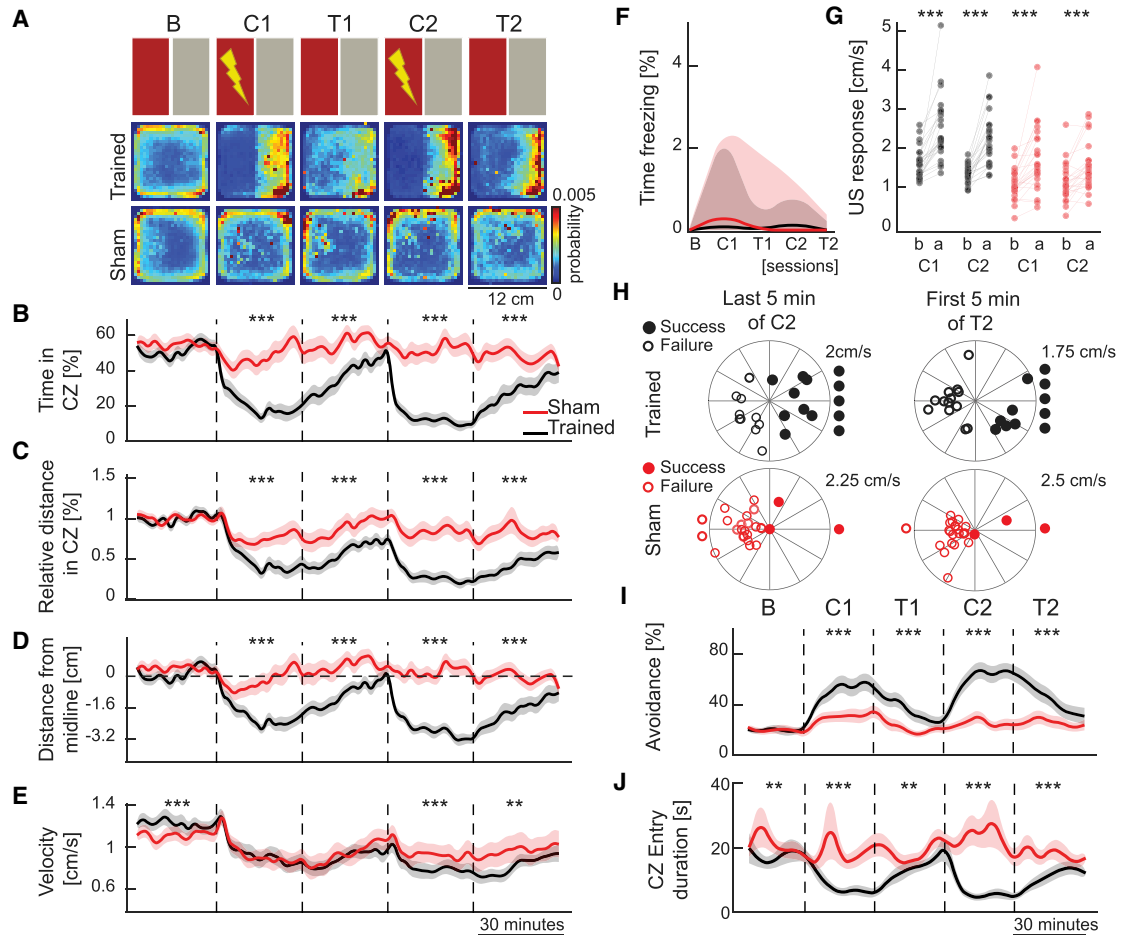 A
B C1 T1 C2 T2
Trained
Sham
0.005
probability
0
12 cm
B
Time in
CZ [%]
60
40
20
0
*** *** *** ***
Sham
Trained
C
Relative distance
in CZ [%]
1.5
1
0.5
0
*** *** *** ***
D
Distance from
midline [cm]
0
-1.6
-3.2
*** *** *** ***
E
Velocity
[cm/s]
1.4
1
0.6
*** *** **
30 minutes
F
Time freezing [%]
4
2
0
B C1 T1 C2 T2
[sessions]
G
US response [cm/s]
5
4
3
2
1
0
*** *** *** ***
b a b a b a b a
C1 C2 C1 C2
H
Last 5 min
of C2
First 5 min
of T2
Success
Failure
Trained
2cm/s
1.75 cm/s
Success
Failure
Sham
2.25 cm/s
2.5 cm/s
I
B C1 T1 C2 T2
Avoidance [%]
80
40
0
*** *** *** ***
J
CZ Entry
duration [s]
40
20
0
** *** ** *** ***
30 minutes